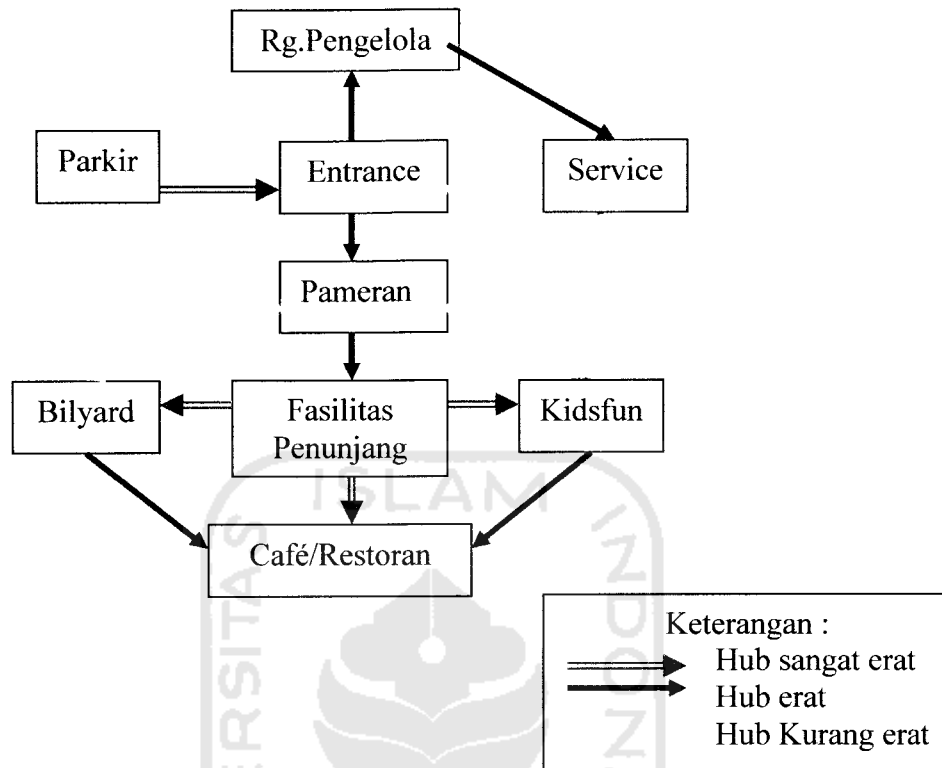 Rg.Pengelola
Parkir
Entrance
Service
Pameran
Bilyard
Fasilitas
Penunjang
Kidsfun
Café/Restoran
Keterangan :
Hub sangat erat
Hub erat
Hub Kurang erat
ISLAM